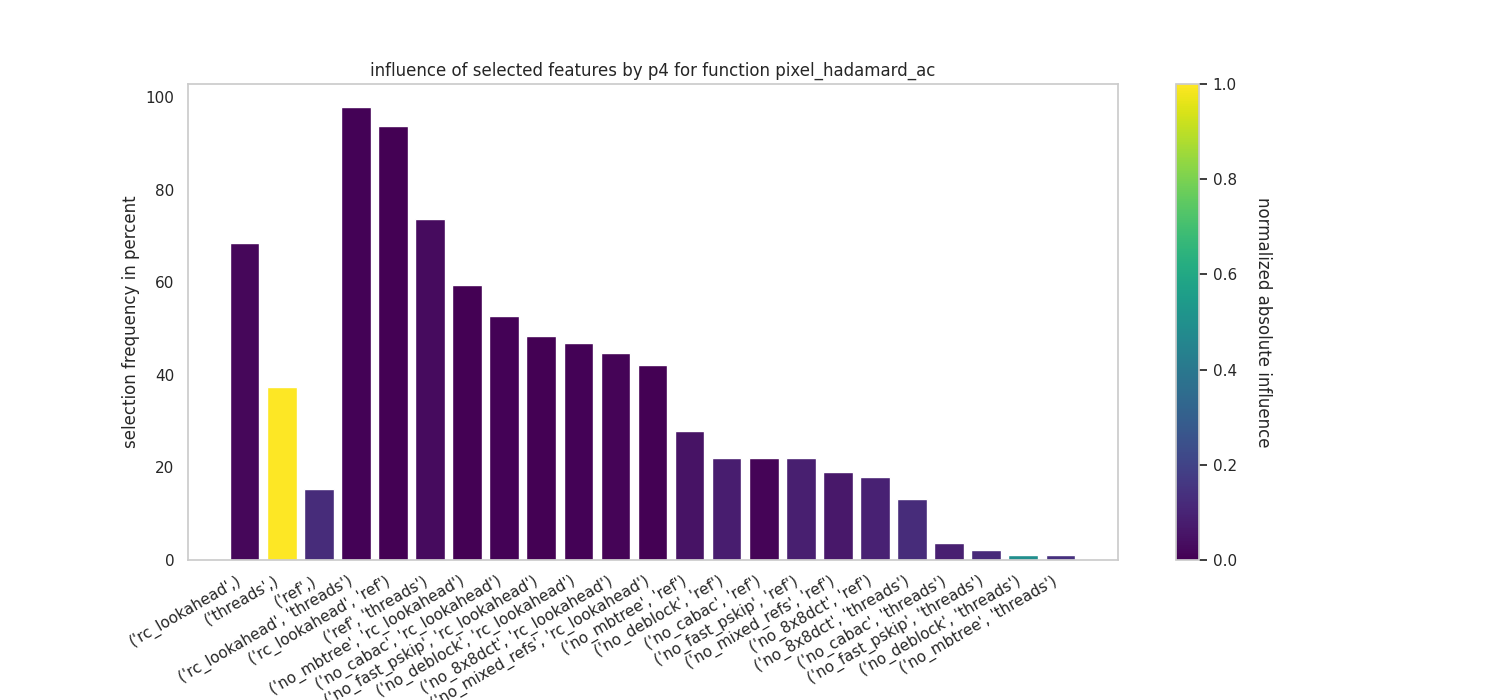 influence of selected features by p4 for function pixel_hadamard_ac
selection frequency in percent
100
80
60
40
20
0
('rc_lookahead',)
('threads',)
('ref',)
('rc_lookahead', 'threads')
('rc_lookahead', 'ref')
('ref', 'threads')
('no_mbtree', 'rc_lookahead')
('no_cabac', 'rc_lookahead')
('no_fast_pskip', 'rc_lookahead')
('no_deblock', 'rc_lookahead')
('no_8x8dct', 'rc_lookahead')
'no_mixed_refs', 'rc_lookahead')
('no_mbtree', 'ref')
('no_deblock', 'ref')
('no_cabac', 'ref')
('no_fast_pskip', 'ref')
('no_mixed_refs', 'ref')
('no_8x8dct', 'ref')
('no_8x8dct', 'threads')
('no_cabac', 'threads')
('no_fast_pskip', 'threads')
('no_deblock', 'threads')
('no_mbtree', 'threads')
1.0
0.8
0.6
0.4
0.2
0.0
normalized absolute influence